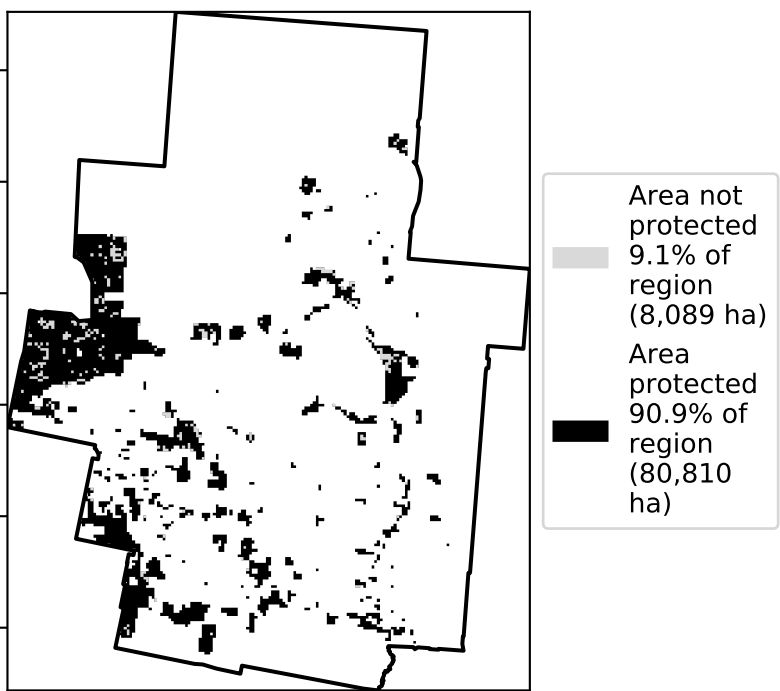 Area not
protected
9.1% of
region
(8,089 ha)
Area
protected
90.9% of
region
(80,810
ha)